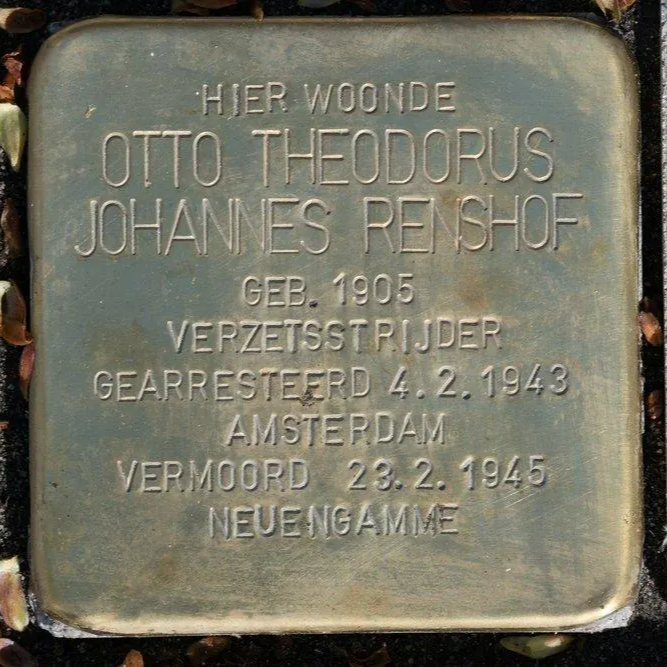 HIER WOONDE
OTTO THEODORUS
JOHANNES RENSHOF
GEB. 1905
VERZETSSTRIJDER
GEARRESTEERD 4.2.1943
AMSTERDAM
VERMOORD 23.2.1945
NEUENGAMME